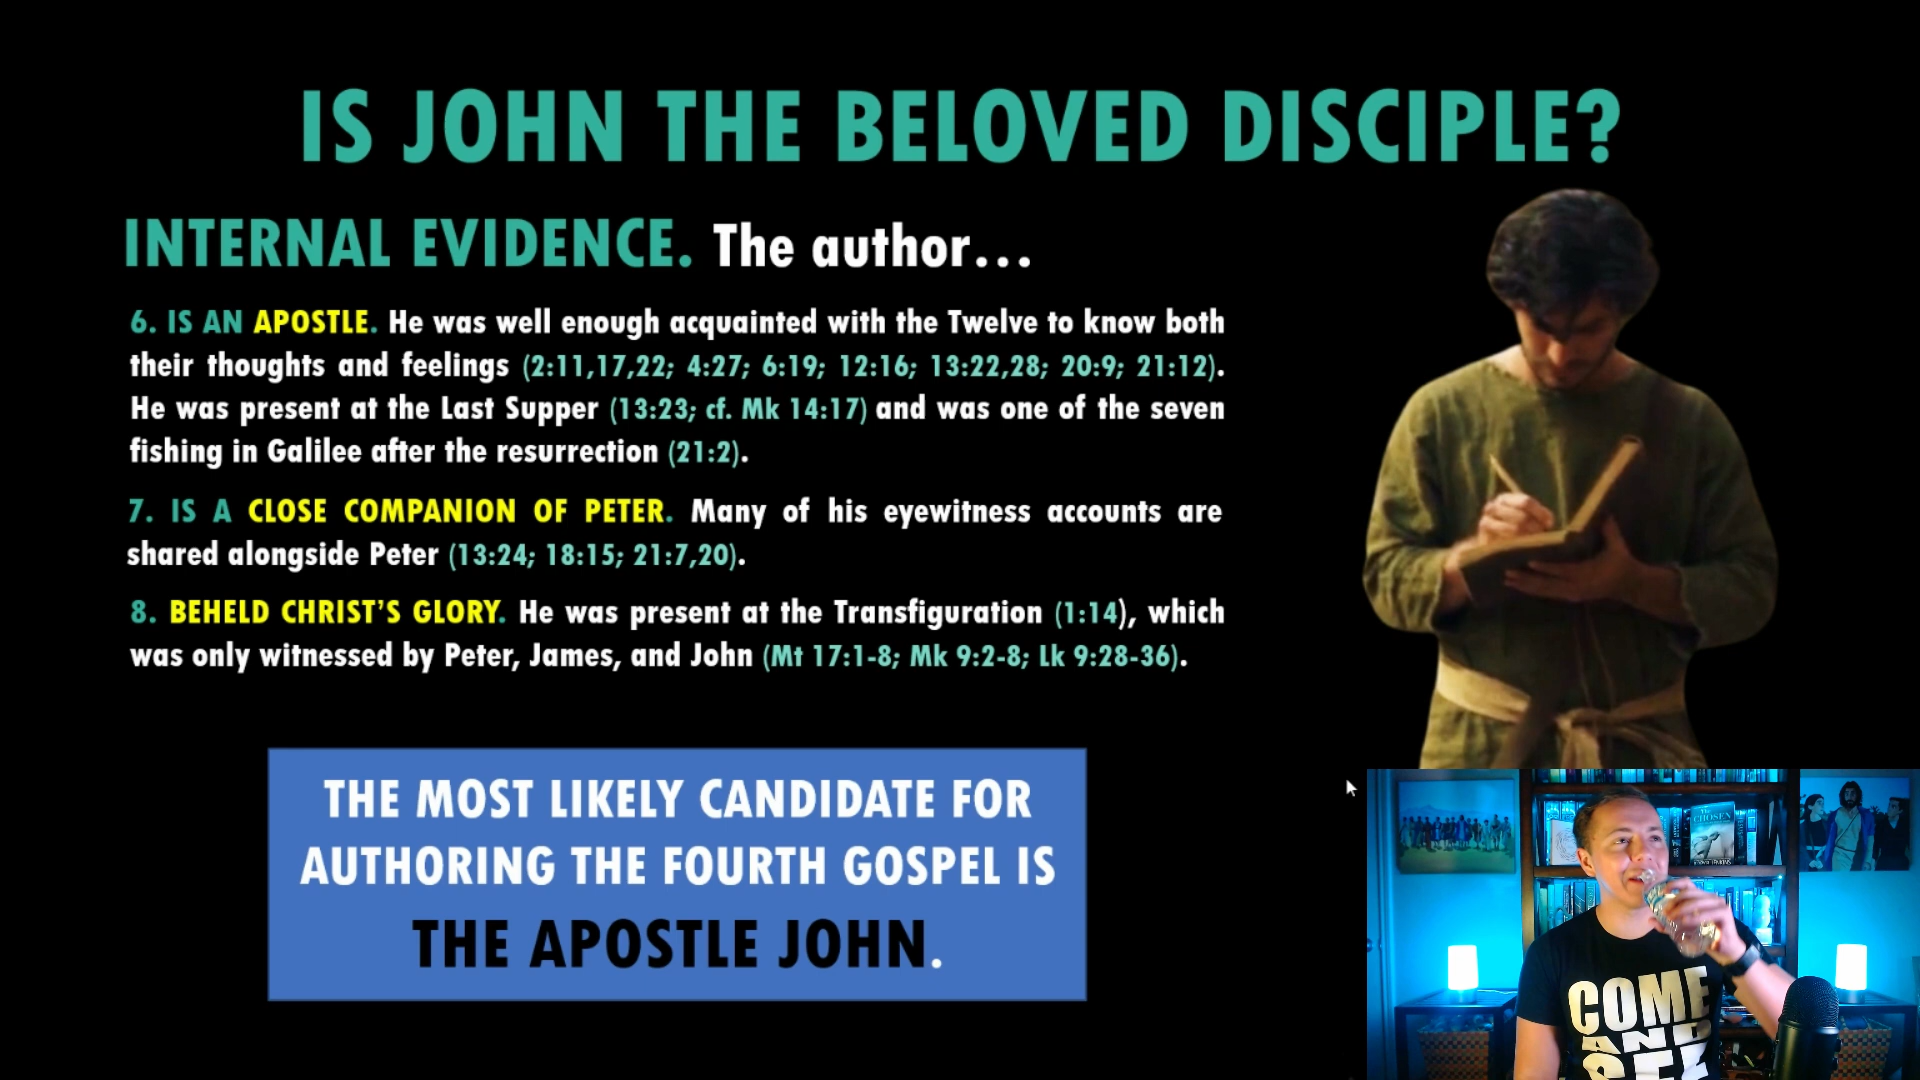 IS JOHN THE BELOVED DISCIPLE?
INTERNAL EVIDENCE. The author...
6. IS AN APOSTLE. He was well enough acquainted with the Twelve to know both
their thoughts and feelings (2:11,17,22; 4:27; 6:19; 12:16; 13:22,28; 20:9; 21:12).
He was present at the Last Supper (13:23; cf. Mk 14:17) and was one of the seven
fishing in Galilee after the resurrection (21:2).
7. IS A CLOSE COMPANION OF PETER. Many of his eyewitness accounts are
shared alongside Peter (13:24; 18:15; 21:7,20).
8. BEHELD CHRIST'S GLORY. He was present at the Transfiguration (1:14), which
was only witnessed by Peter, James, and John (Mt 17:1-8; Mk 9:2-8; Lk 9:28-36).
THE MOST LIKELY CANDIDATE FOR
AUTHORING THE FOURTH GOSPEL IS
THE APOSTLE JOHN.
CHOSEN
COME
AND
SEE